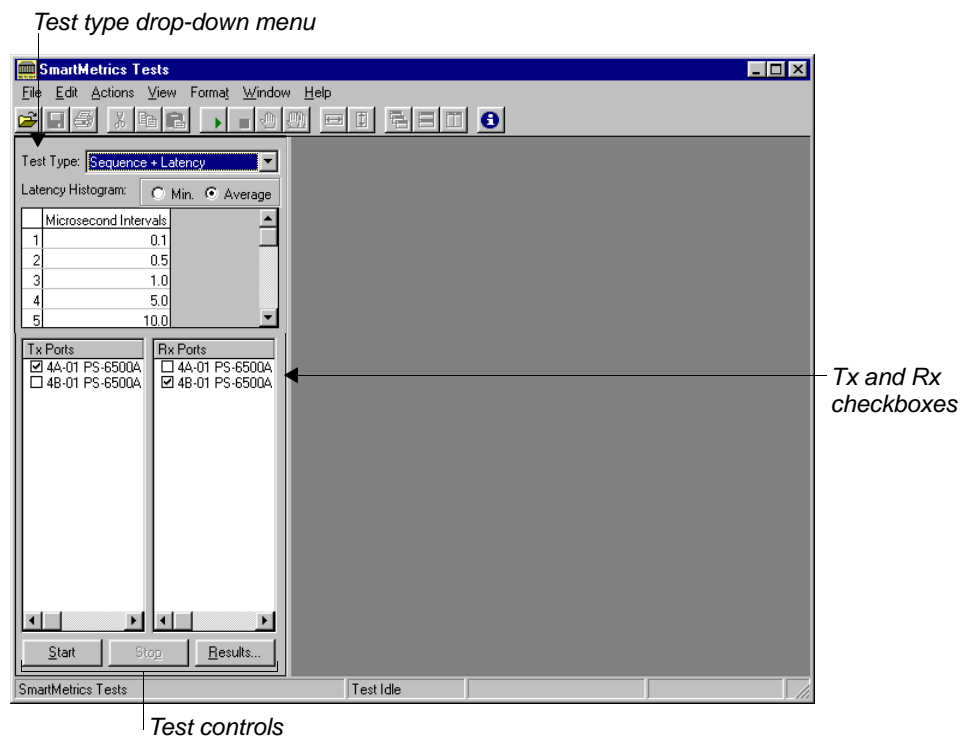 Test type drop-down menu
SmartMetrics Tests
File Edit Actions View Format Window Help
Test Type: Sequence + Latency
Latency Histogram: Min. Average
Microsecond Intervals
1 0.1
2 0.5
3 1.0
4 5.0
5 10.0
Tx Ports
4A-01 PS-6500A
4B-01 PS-6500A
Rx Ports
4A-01 PS-6500A
4B-01 PS-6500A
Tx and Rx
checkboxes
Start Stop Results...
SmartMetrics Tests Test Idle
Test controls